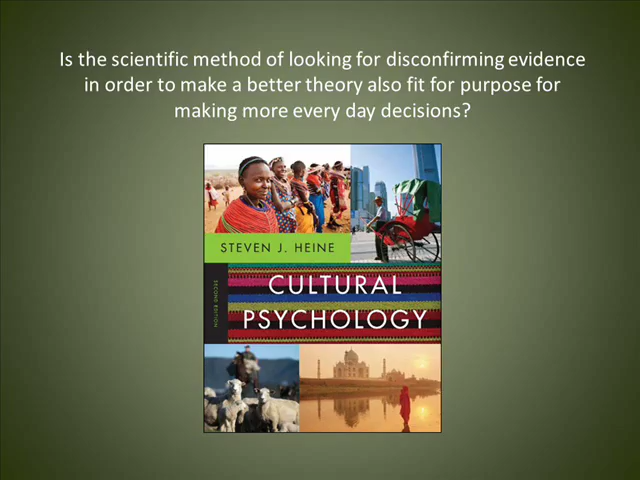 Is the scientific method of looking for disconfirming evidence
in order to make a better theory also fit for purpose for
making more every day decisions?
STEVEN J. HEINE
SECOND EDITION
CULTURAL
PSYCHOLOGY